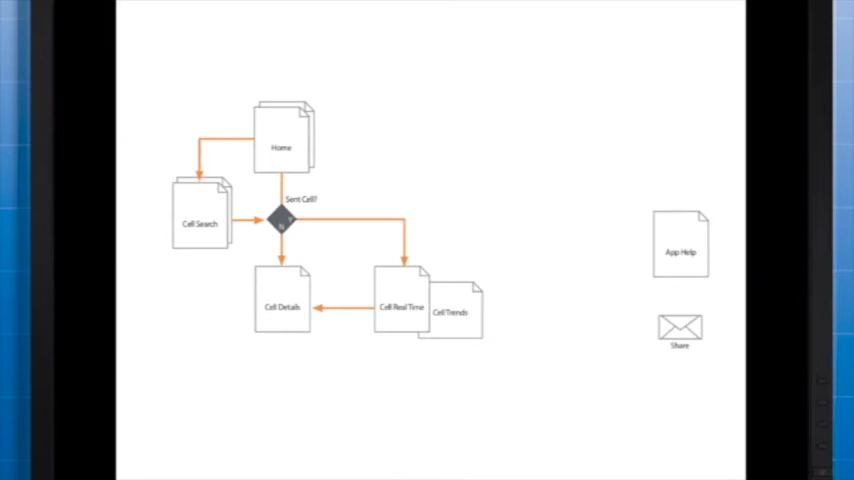 Home
Sent Cell?
Cell Search
Y
N
Cell Details
Cell Real Time
Cell Trends
App Help
Share